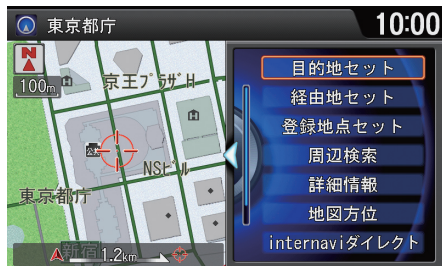 東京都庁
10:00
N
100m
京王プラザH
H
H
公共
NSビル
東京都庁
新宿
1.2km
目的地セット
経由地セット
登録地点セット
周辺検索
詳細情報
地図方位
internaviダイレクト